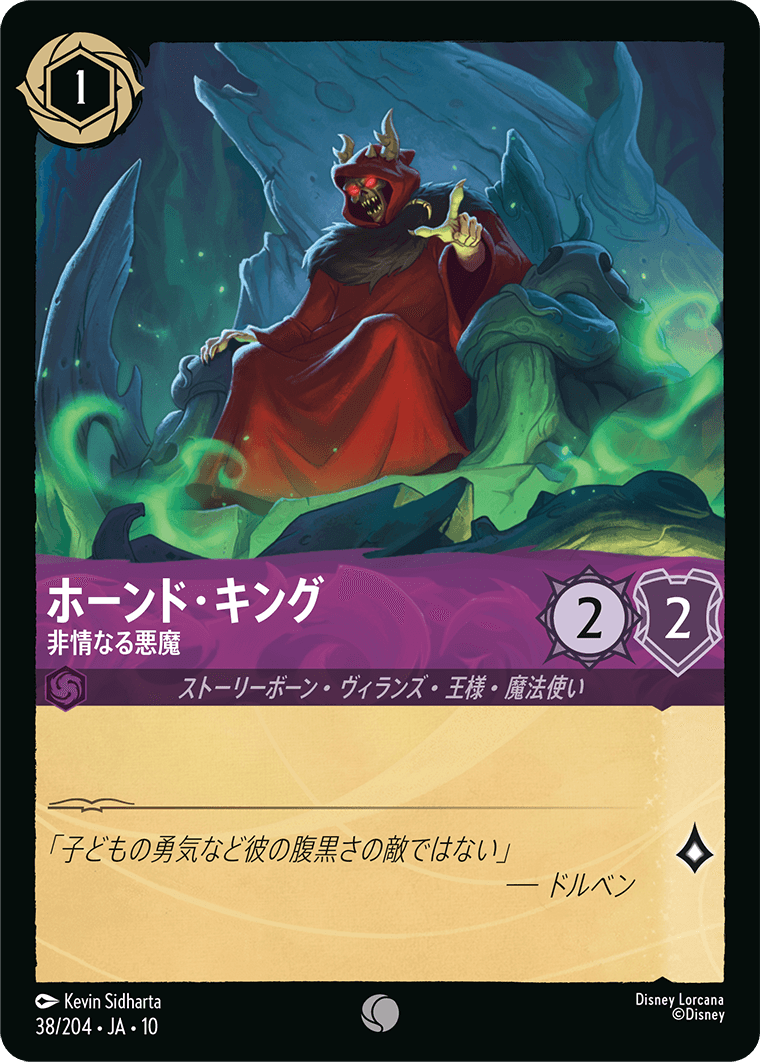 1
ホーンド・キング
非情なる悪魔
2
2
ストーリーボーン・ヴィランズ・王様・魔法使い
「子どもの勇気など彼の腹黒さの敵ではない」
— ドルベン
Kevin Sidharta
38/204 • JA • 10
Disney Lorcana
©Disney